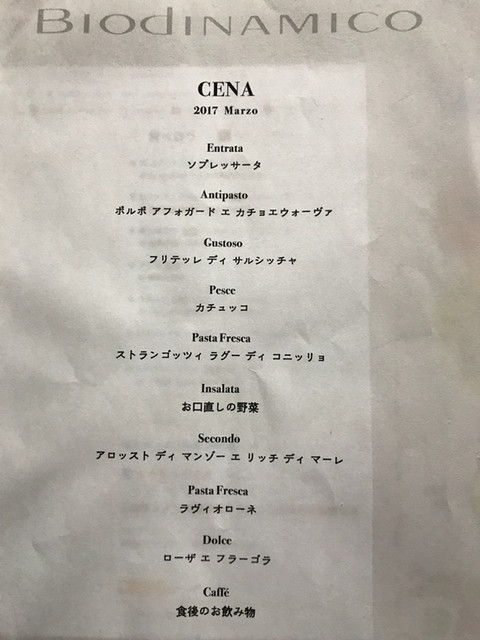 BIODINAMICO
CENA
2017 Marzo
Entrata
ソプレッサータ
Antipasto
ポルポ アフォガード エ カチョエウォーヴァ
Gustoso
フリテッレ ディ サルシッチャ
Pesce
カチュッコ
Pasta Fresca
ストランゴッツィ ラグー ディ コニッリョ
Insalata
お口直しの野菜
Secondo
アロッスト ディ マンゾー エ リッチ ディ マーレ
Pasta Fresca
ラヴィオローネ
Dolce
ローザ エ フラーゴラ
Caffé
食後のお飲み物